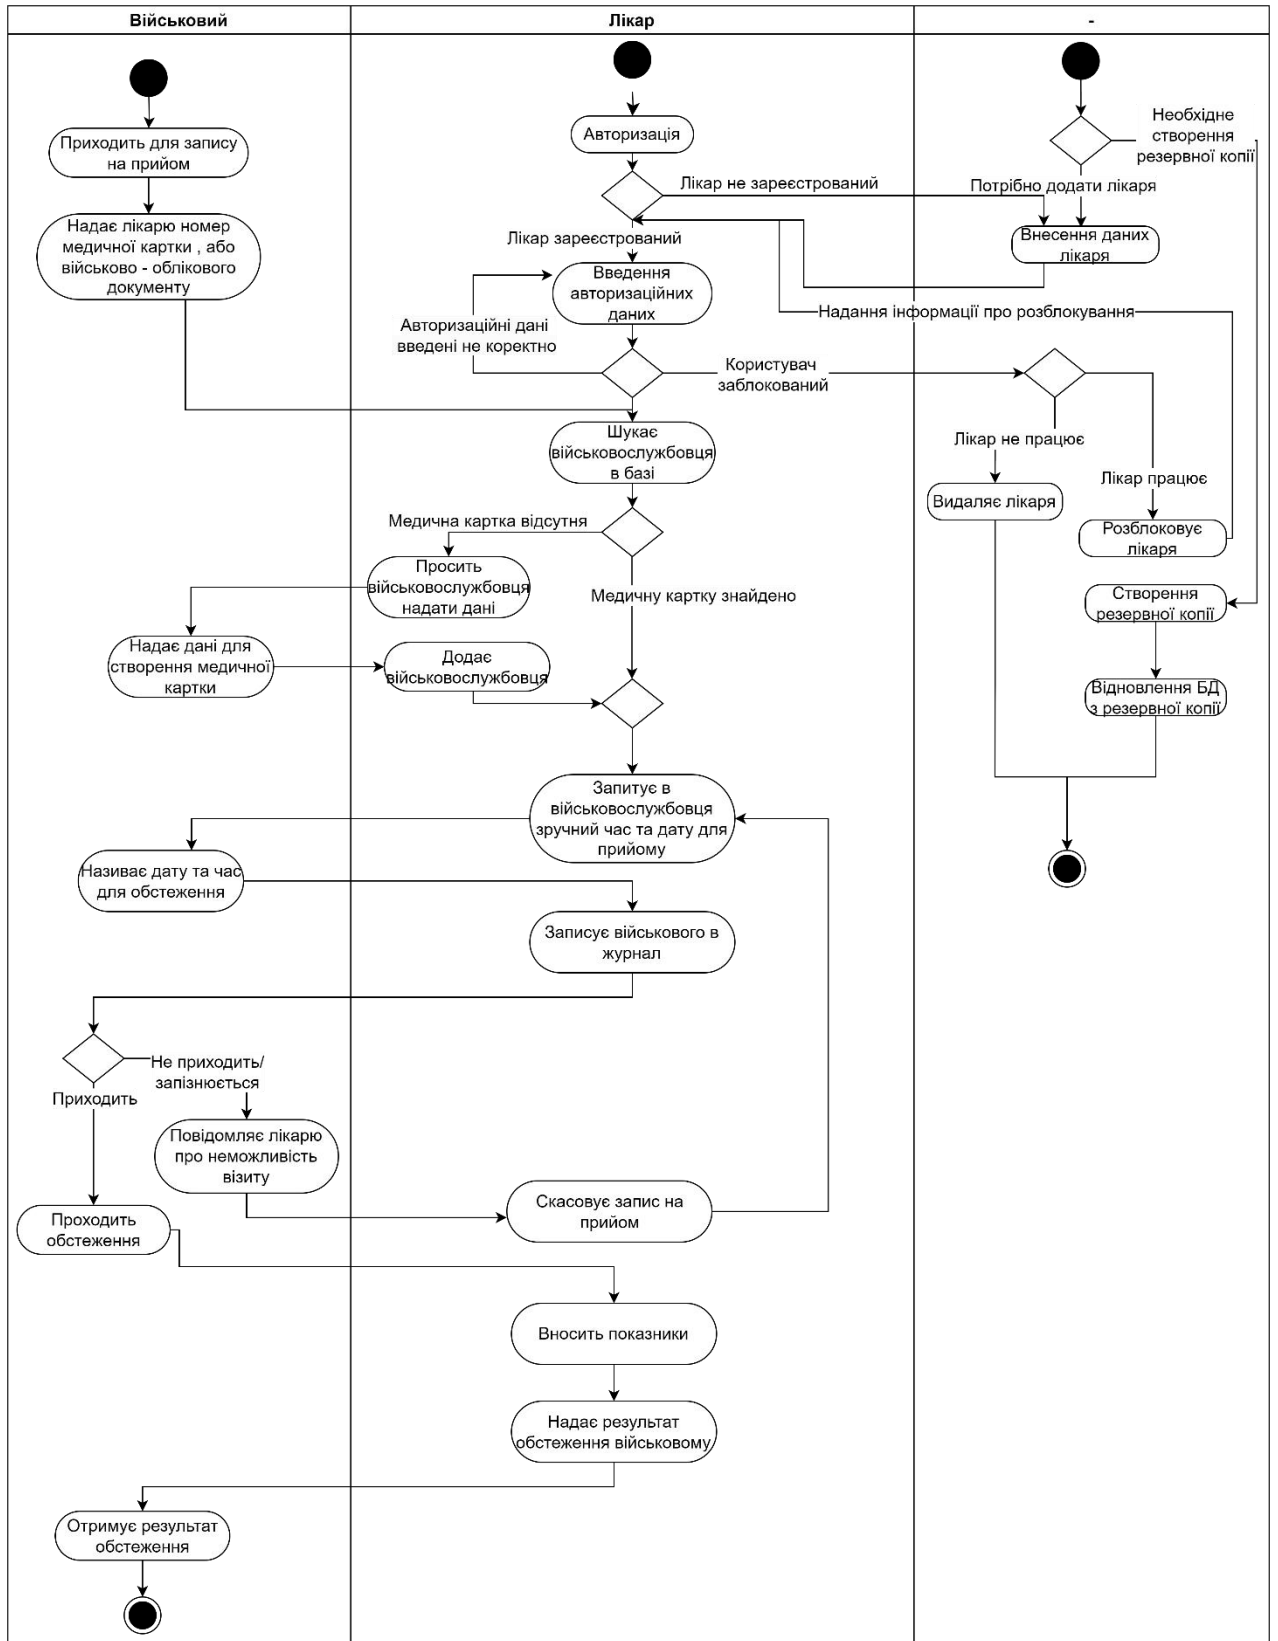 Військовий
Лікар
-
Приходить для запису
на прийом
Надає лікарю номер
медичної картки , або
військово - облікового
документу
Авторизація
Лікар не зареєстрований
Лікар зареєстрований
Введення
авторизаційних
даних
Авторизаційні дані
введені не коректно
Користувач
заблокований
Необхідне
створення
резервної копії
Потрібно додати лікаря
Внесення даних
лікаря
Надання інформації про розблокування
Лікар не працює
Лікар працює
Видаляє лікаря
Розблоковує
лікаря
Створення
резервної копії
Відновлення БД
з резервної копії
Шукає
військовослужбовця
в базі
Медична картка відсутня
Просить
військовослужбовця
надати дані
Медичну картку знайдено
Надає дані для
створення медичної
картки
Додає
військовослужбовця
Запитує в
військовослужбовця
зручний час та дату для
прийому
Називає дату та час
для обстеження
Записує військового в
журнал
Не приходить/
запізнюється
Приходить
Повідомляє лікарю
про неможливість
візиту
Скасовує запис на
прийом
Проходить
обстеження
Вносить показники
Надає результат
обстеження військовому
Отримує результат
обстеження